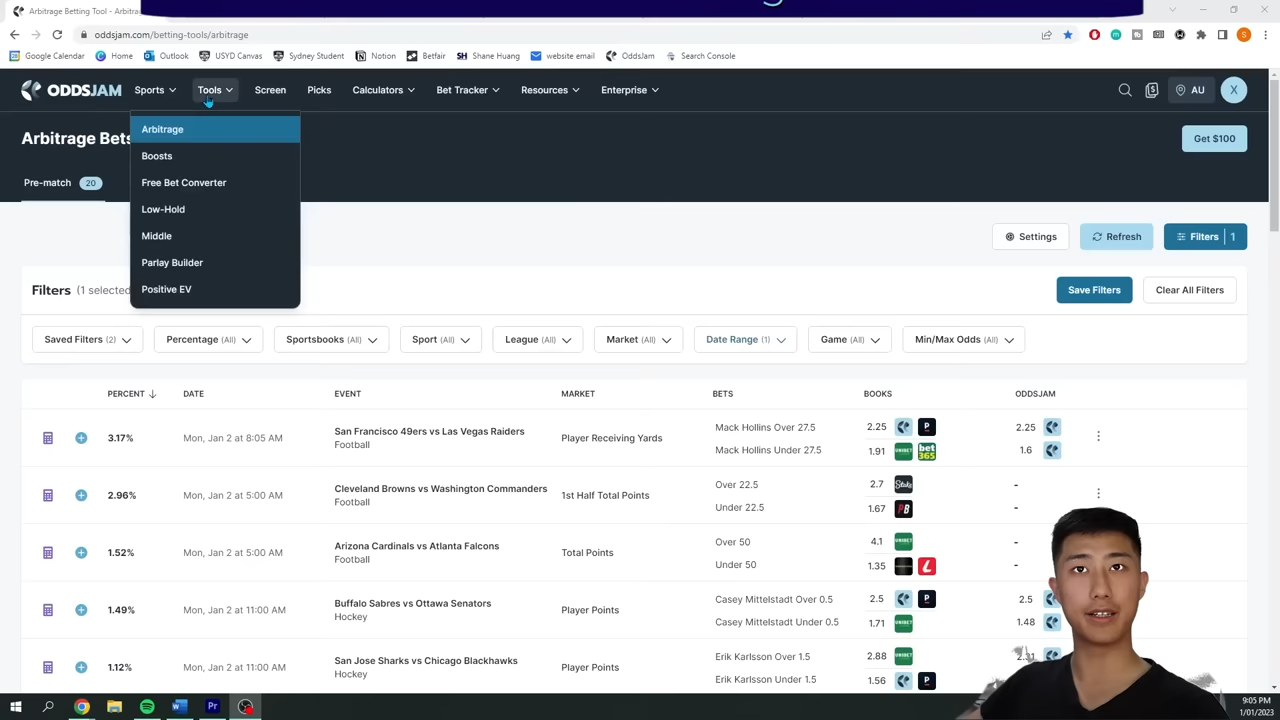 Arbitrage Betting Tool | OddsJam
oddsjam.com/betting-tools/arbitrage
S
Google Calendar Home Outlook USYD Canvas Sydney Student Notion Betfair SH Shane Huang website email OddsJam Search Console
ODDSJAM Sports Tools Screen Picks Calculators Bet Tracker Resources Enterprise AU X
Arbitrage
Boosts
Free Bet Converter
Low-Hold
Middle
Parlay Builder
Positive EV
Arbitrage Bets
Get $100
Pre-match 20
Settings Refresh Filters 1
Filters (1 selected
Save Filters Clear All Filters
Saved Filters (2) Percentage (All) Sportsbooks (All) Sport (All) League (All) Market (All) Date Range (1) Game (All) Min/Max Odds (All)
PERCENT DATE EVENT MARKET BETS BOOKS ODDSJAM
3.17% Mon, Jan 2 at 8:05 AM San Francisco 49ers vs Las Vegas Raiders Player Receiving Yards Mack Hollins Over 27.5 2.25 P 2.25
Football Mack Hollins Under 27.5 1.91 UNIBET bet365 1.6
2.96% Mon, Jan 2 at 5:00 AM Cleveland Browns vs Washington Commanders 1st Half Total Points Over 22.5 2.7 Stake -
Football Under 22.5 1.67 PB -
1.52% Mon, Jan 2 at 5:00 AM Arizona Cardinals vs Atlanta Falcons Total Points Over 50 4.1 UNIBET -
Football Under 50 1.35 L -
1.49% Mon, Jan 2 at 11:00 AM Buffalo Sabres vs Ottawa Senators Player Points Casey Mittelstadt Over 0.5 2.5 P 2.5
Hockey Casey Mittelstadt Under 0.5 1.71 UNIBET 1.48
1.12% Mon, Jan 2 at 11:00 AM San Jose Sharks vs Chicago Blackhawks Player Points Erik Karlsson Over 1.5 2.88 UNIBET
Hockey Erik Karlsson Under 1.5 1.56 P
9:05 PM
1/01/2023